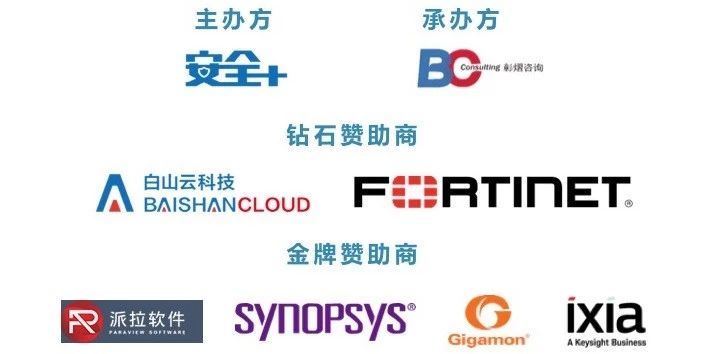 主办方
承办方
安全+
BC Consulting 彰熠咨询
钻石赞助商
白山云科技
BAISHANCLOUD
FORTINET®
金牌赞助商
派拉软件
PARAVIEW SOFTWARE
SYNOPSYS®
Gigamon®
ixia
A Keysight Business